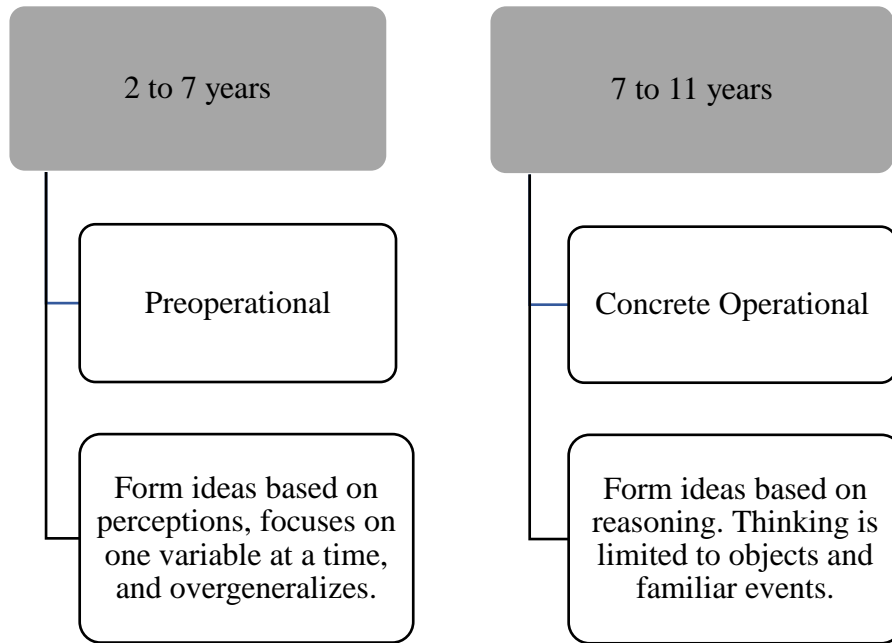 2 to 7 years
Preoperational
Form ideas based on
perceptions, focuses on
one variable at a time,
and overgeneralizes.
7 to 11 years
Concrete Operational
Form ideas based on
reasoning. Thinking is
limited to objects and
familiar events.